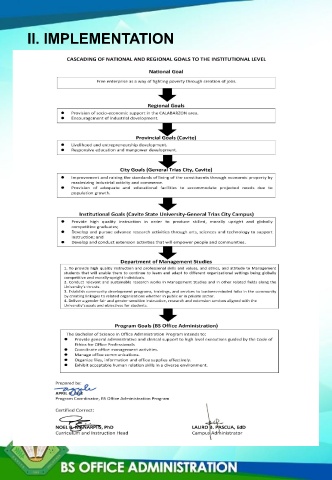 II. IMPLEMENTATION
CASCADING OF NATIONAL AND REGIONAL GOALS TO THE INSTITUTIONAL LEVEL
National Goal
Free enterprise as a way of fighting poverty through creation of jobs.
Regional Goals
● Provision of socio-economic support in the CALABARZON area.
● Encouragement of industrial development.
Provincial Goals (Cavite)
● Livelihood and entrepreneurship development.
● Responsive education and manpower development.
City Goals (General Trias City, Cavite)
● Improvement and raising the standards of living of the constituents through economic property by
maximizing industrial activity and commerce.
● Provision of adequate and educational facilities to accommodate projected needs due to
population growth.
Institutional Goals (Cavite State University-General Trias City Campus)
● Provide high quality instruction in order to produce skilled, morally upright and globally
competitive graduates;
● Develop and pursue advance research activities through arts, sciences and technology to support
instruction; and
● Develop and conduct extension activities that will empower people and communities.
Department of Management Studies
1. To provide high quality instruction and professional skills and values, and ethics, and attitude to Management
students that will enable them to continue to learn and adapt to different organizational settings being globally
competitive and morally upright individuals.
2. Conduct relevant and sustainable research works in Management Studies and in other related fields along the
University's thrusts.
3. Establish community development programs, trainings, and services to business-related folks in the community
by creating linkages to related organizations whether in public or in private sector.
4. Deliver a gender-fair and gender sensitive instruction, research and extension services aligned with the
University's goals and objectives for students.
Program Goals (BS Office Administration)
The Bachelor of Science in Office Administration Program intends to:
● Provide general administrative and clerical support to high level executives guided by the Code of
Ethics for Office Professionals
● Coordinate office management activities.
● Manage office communications.
● Organize files, information and office supplies effectively.
● Exhibit acceptable human relation skills in a diverse environment.
Prepared by:
APRIL
Program Coordinator, BS Office Administration Program
Certified Correct:
NOEL PhD LAURO B. PASCUA, EdD
Curriculum and Instruction Head Campus Administrator
BS OFFICE ADMINISTRATION